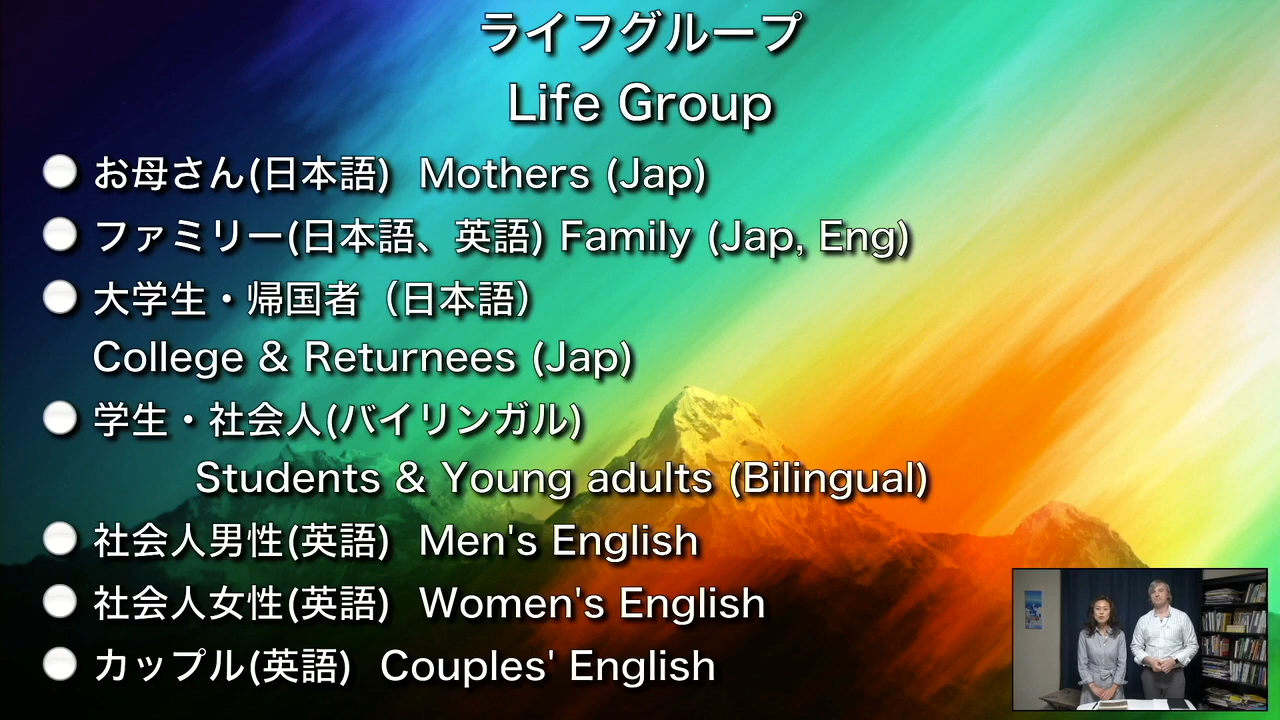 ライフグループ
Life Group
お母さん(日本語) Mothers (Jap)
ファミリー(日本語、英語) Family (Jap, Eng)
大学生・帰国者（日本語）
College & Returnees (Jap)
学生・社会人(バイリンガル)
Students & Young adults (Bilingual)
社会人男性(英語) Men's English
社会人女性(英語) Women's English
カップル(英語) Couples' English